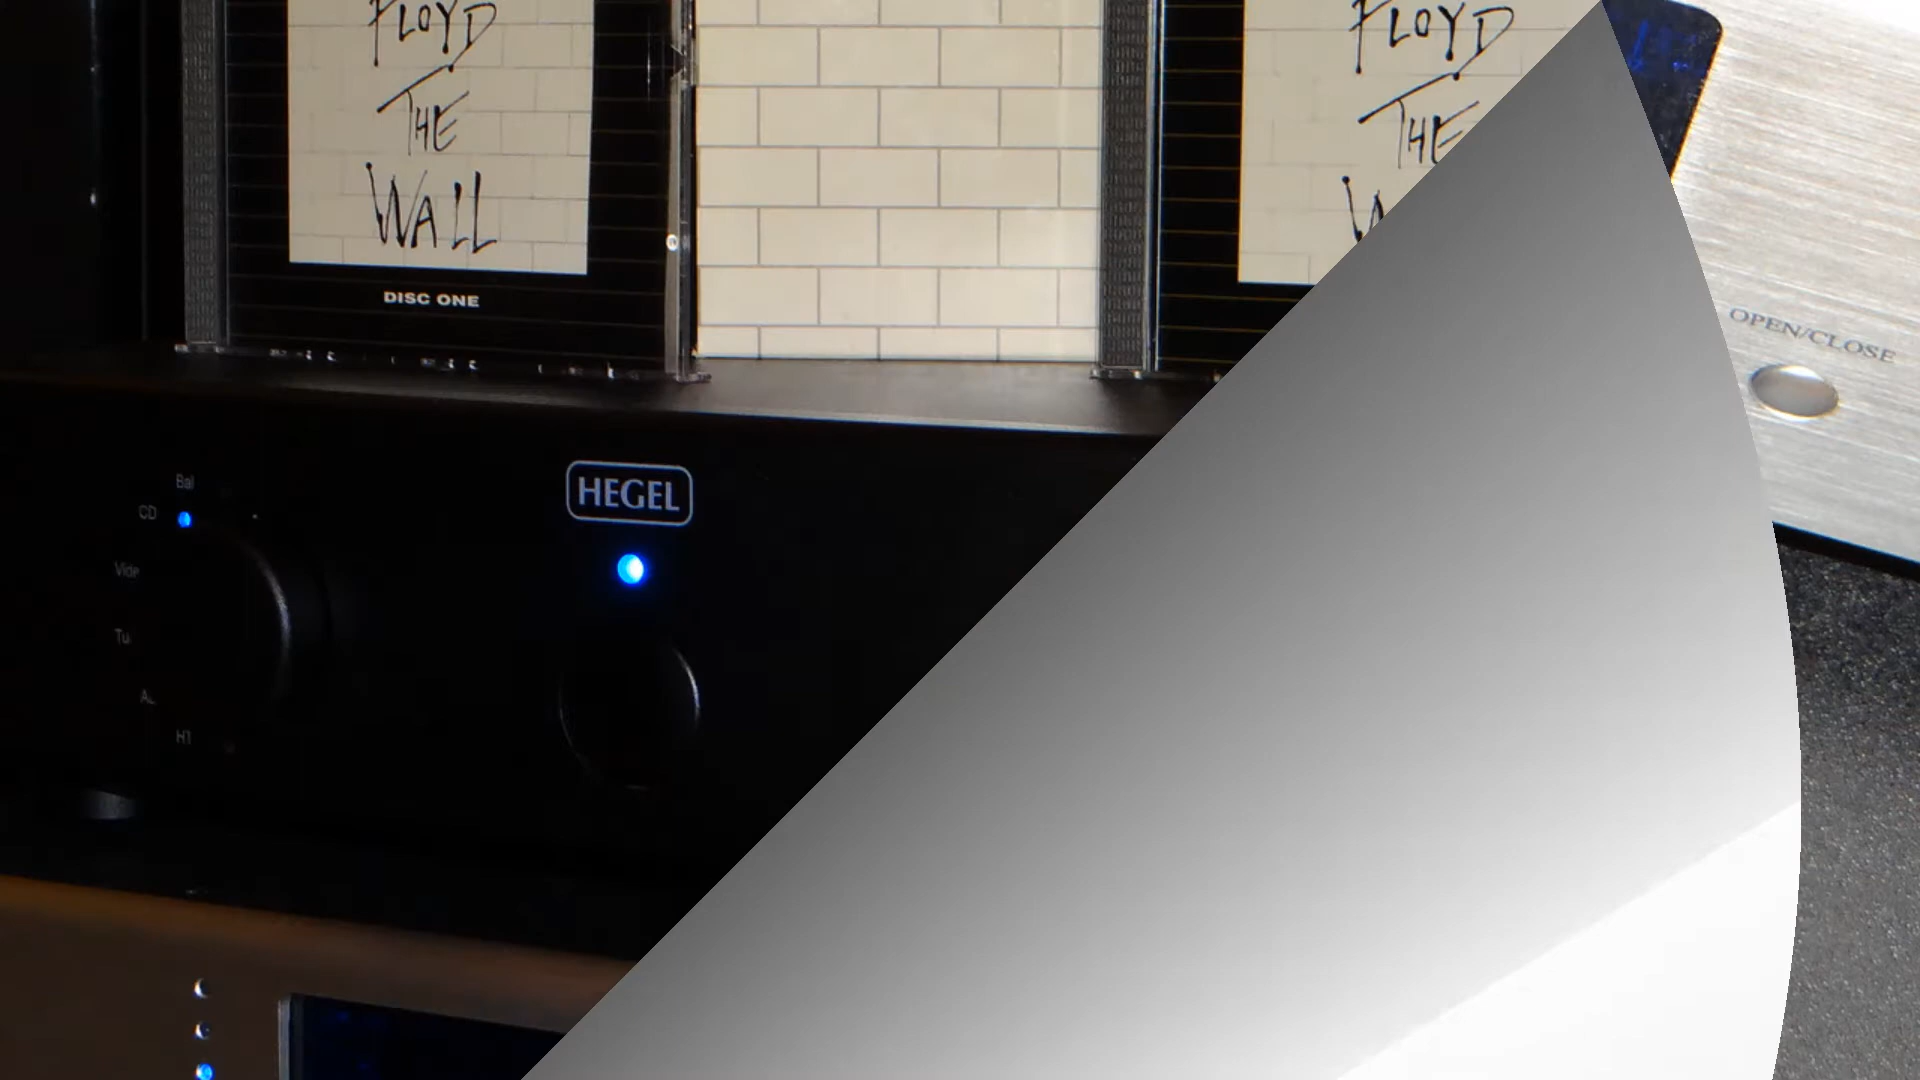 FLOYD
THE
WALL
DISC ONE
FLOYD
THE
OPEN/CLOSE
HEGEL
Bal
CD